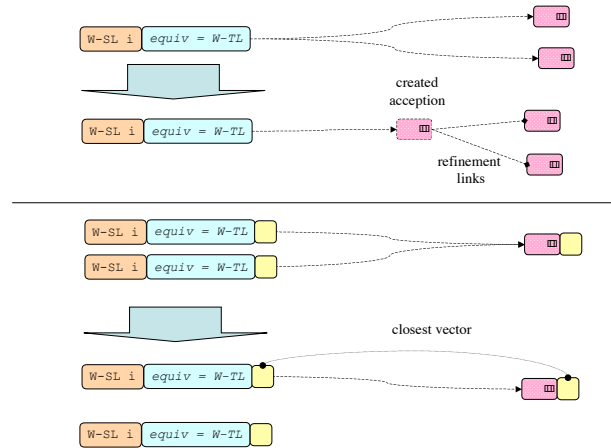 W-SL i equiv = W-TL
created
acception
W-SL i equiv = W-TL
refinement
links
W-SL i equiv = W-TL
W-SL i equiv = W-TL
closest vector
W-SL i equiv = W-TL
W-SL i equiv = W-TL